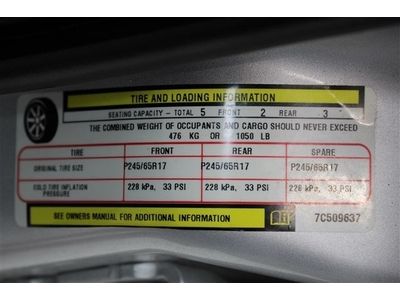 TIRE AND LOADING INFORMATION
SEATING CAPACITY - TOTAL 5 FRONT 2 REAR 3
THE COMBINED WEIGHT OF OCCUPANTS AND CARGO SHOULD NEVER EXCEED
476 KG OR 1050 LB
TIRE FRONT REAR SPARE
ORIGINAL TIRE SIZE P245/65R17 P245/65R17 P245/65R17
COLD TIRE INFLATION PRESSURE 228 kPa, 33 PSI 228 kPa, 33 PSI 228 kPa, 33 PSI
SEE OWNERS MANUAL FOR ADDITIONAL INFORMATION 7C509637